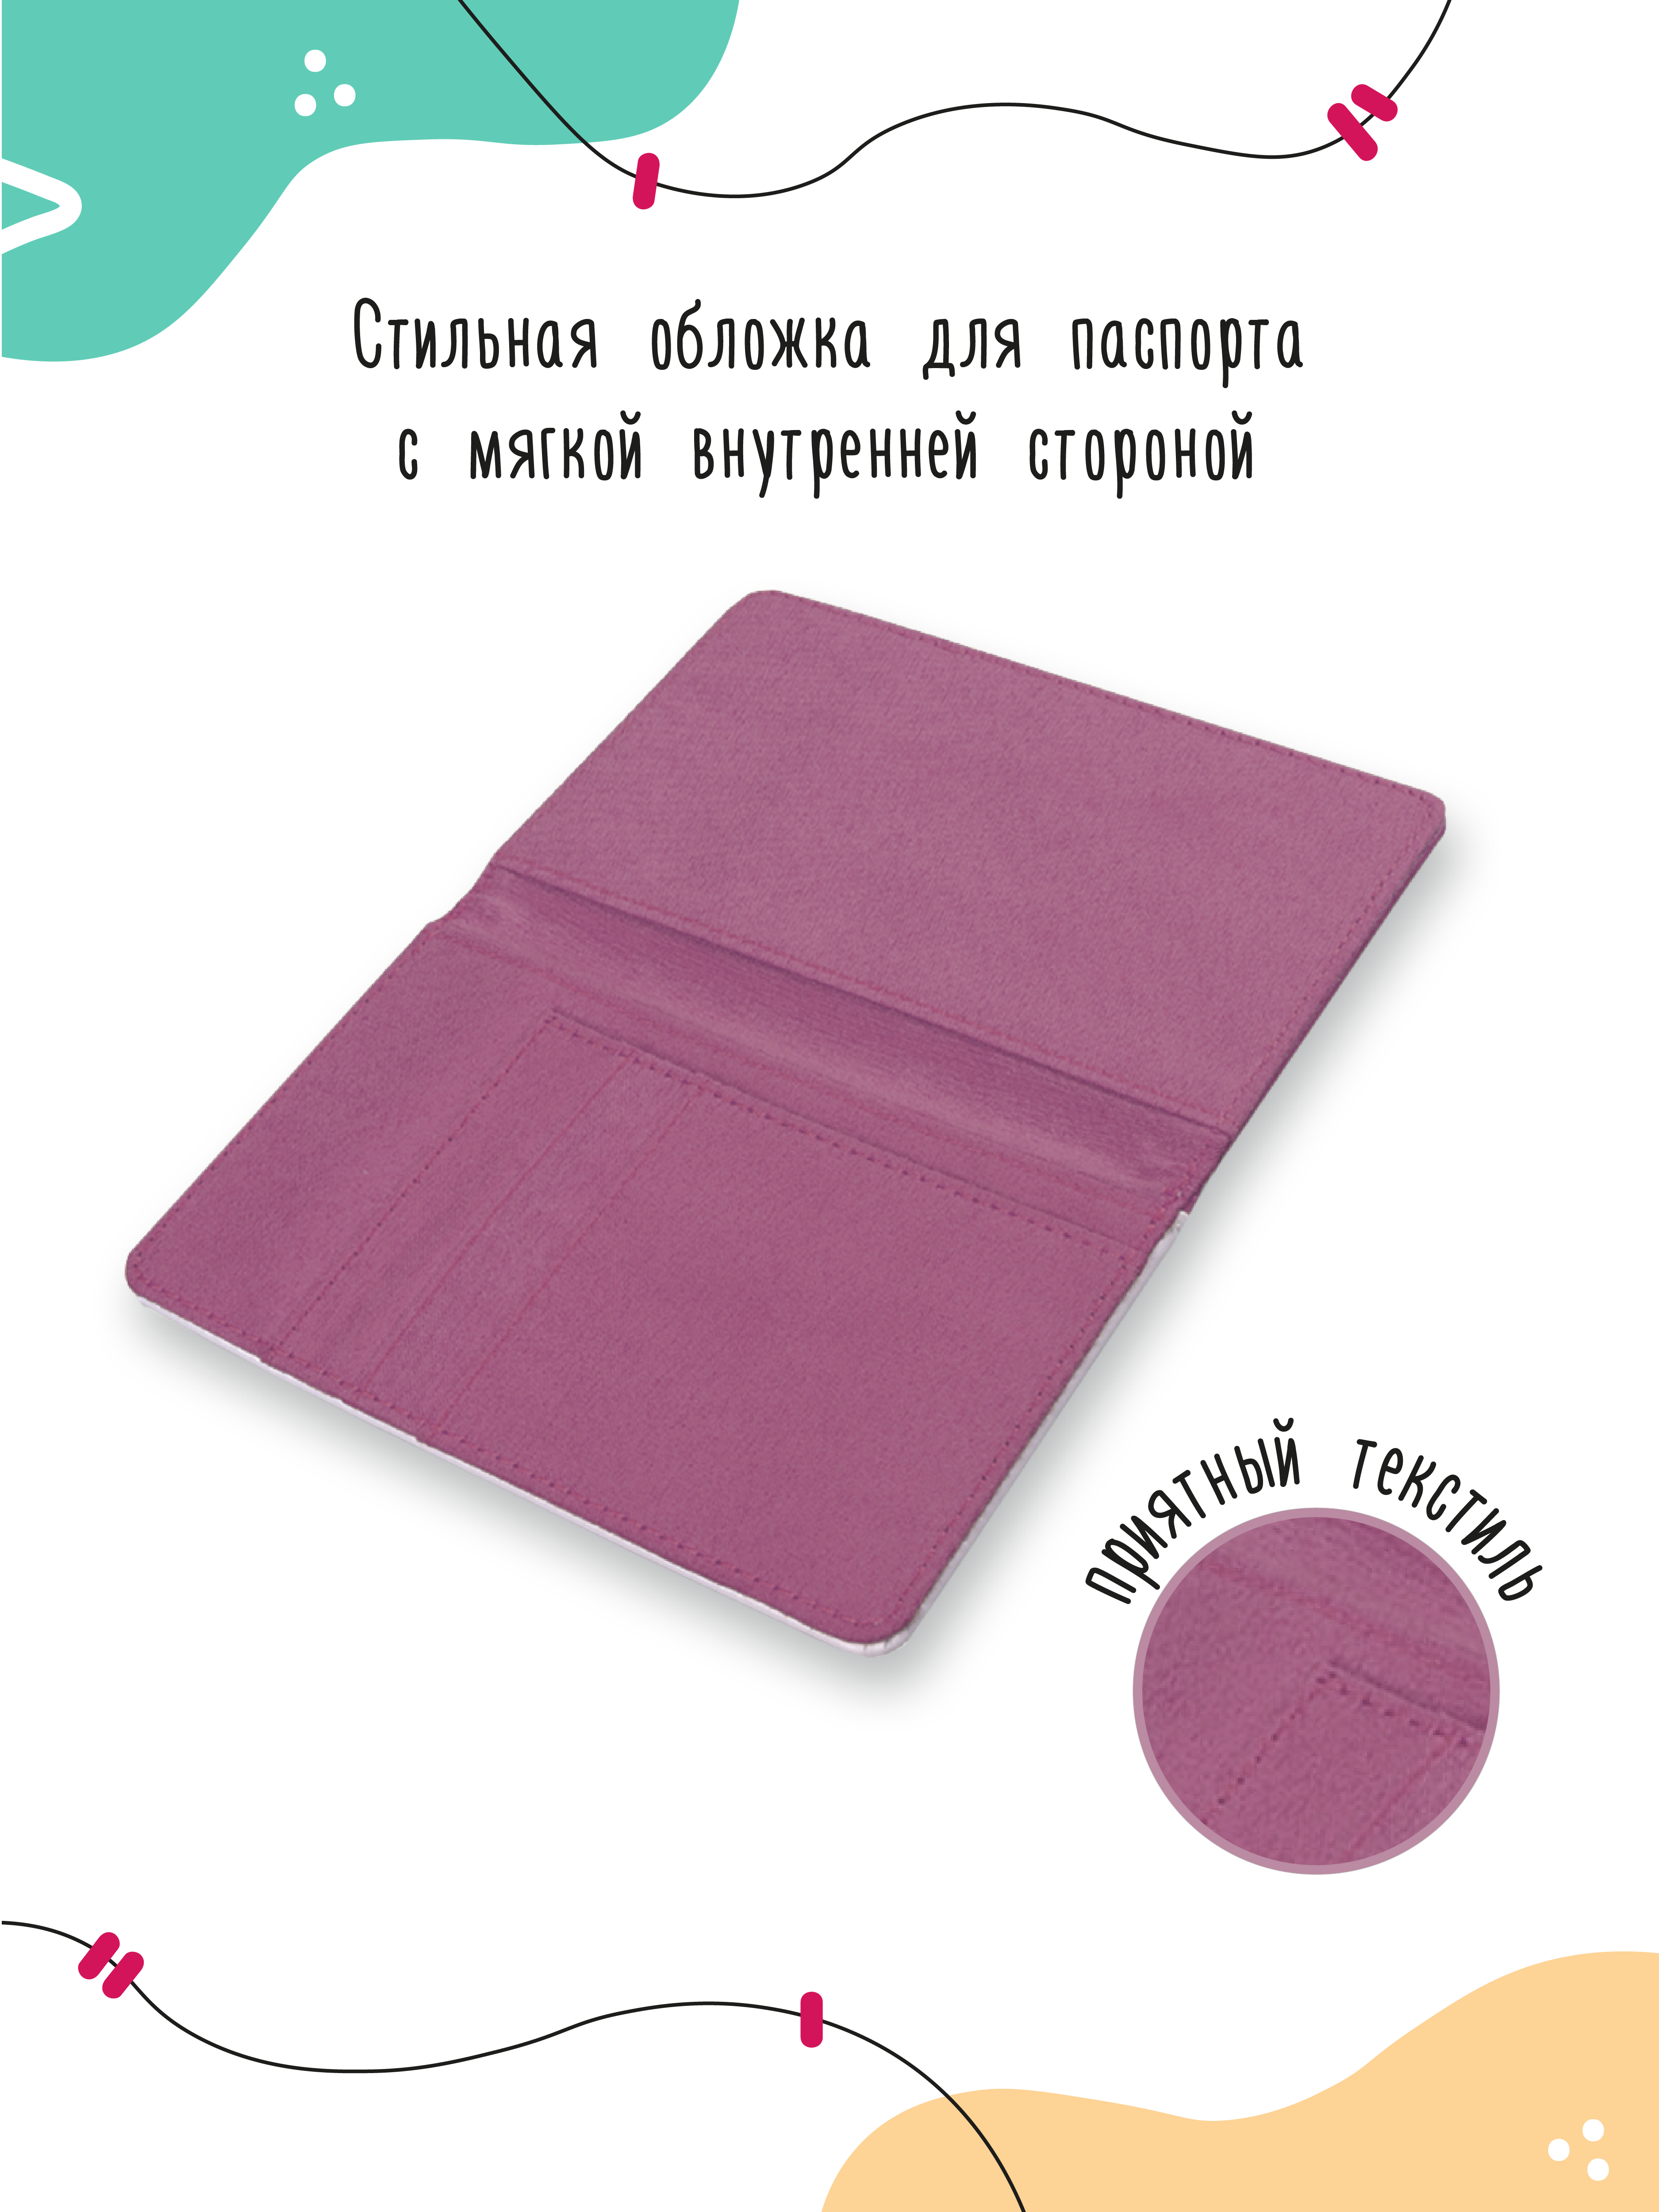 Стильная обложка для паспорта
с мягкой внутренней стороной
приятный текстиль